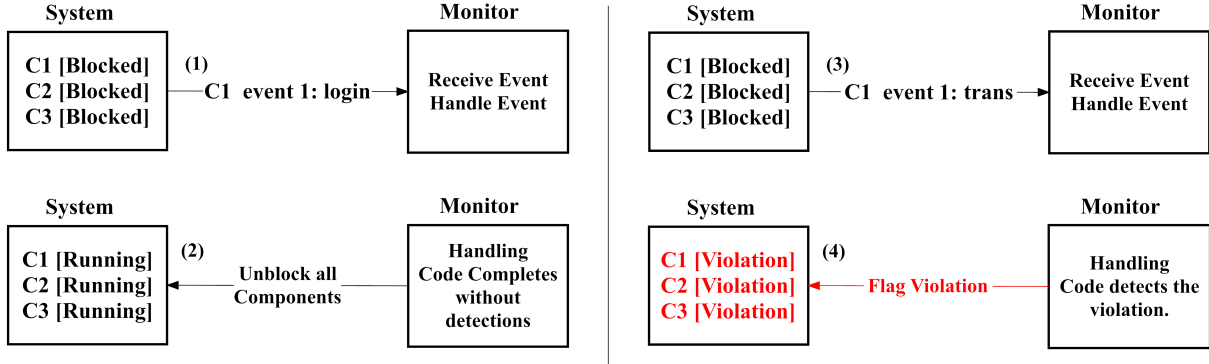 System
Monitor
C1 [Blocked]
C2 [Blocked]
C3 [Blocked]
(1)
C1 event 1: login
Receive Event
Handle Event
System
Monitor
C1 [Running]
C2 [Running]
C3 [Running]
(2)
Unblock all
Components
Handling
Code Completes
without
detections
System
Monitor
C1 [Blocked]
C2 [Blocked]
C3 [Blocked]
(3)
C1 event 1: trans
Receive Event
Handle Event
System
Monitor
C1 [Violation]
C2 [Violation]
C3 [Violation]
(4)
Flag Violation
Handling
Code detects the
violation.